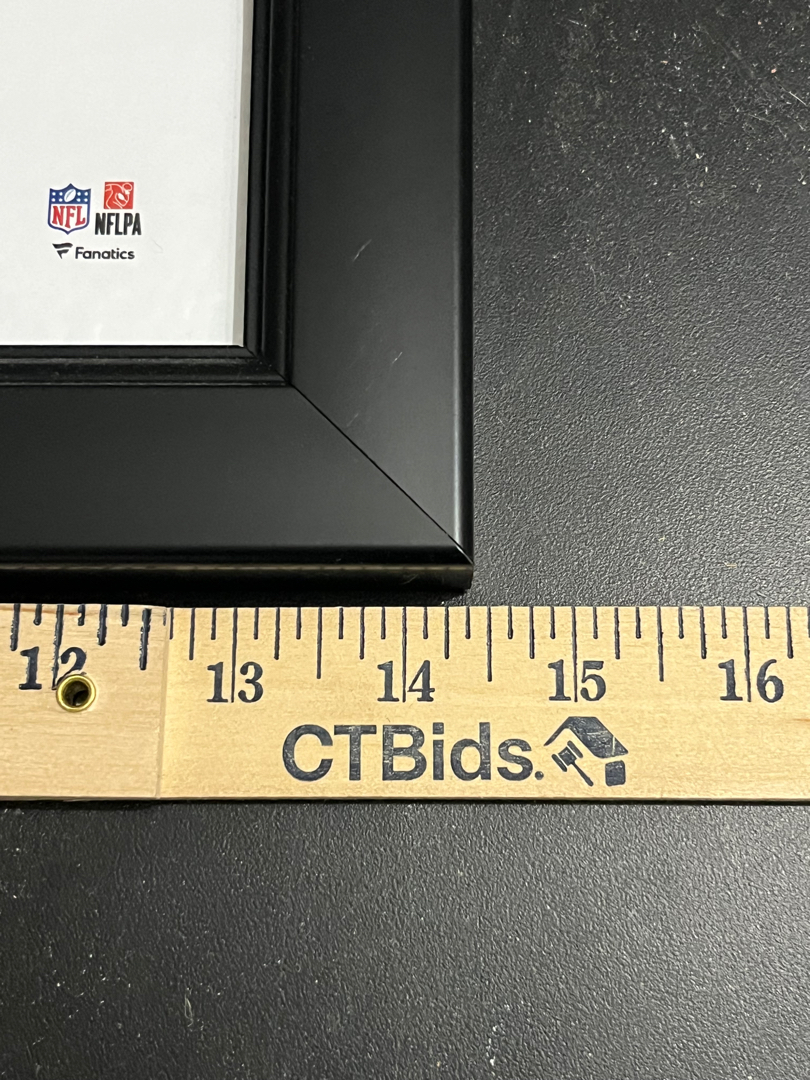 NFL NFLPA
Fanatics
12 13 14 15 16
CTBids.